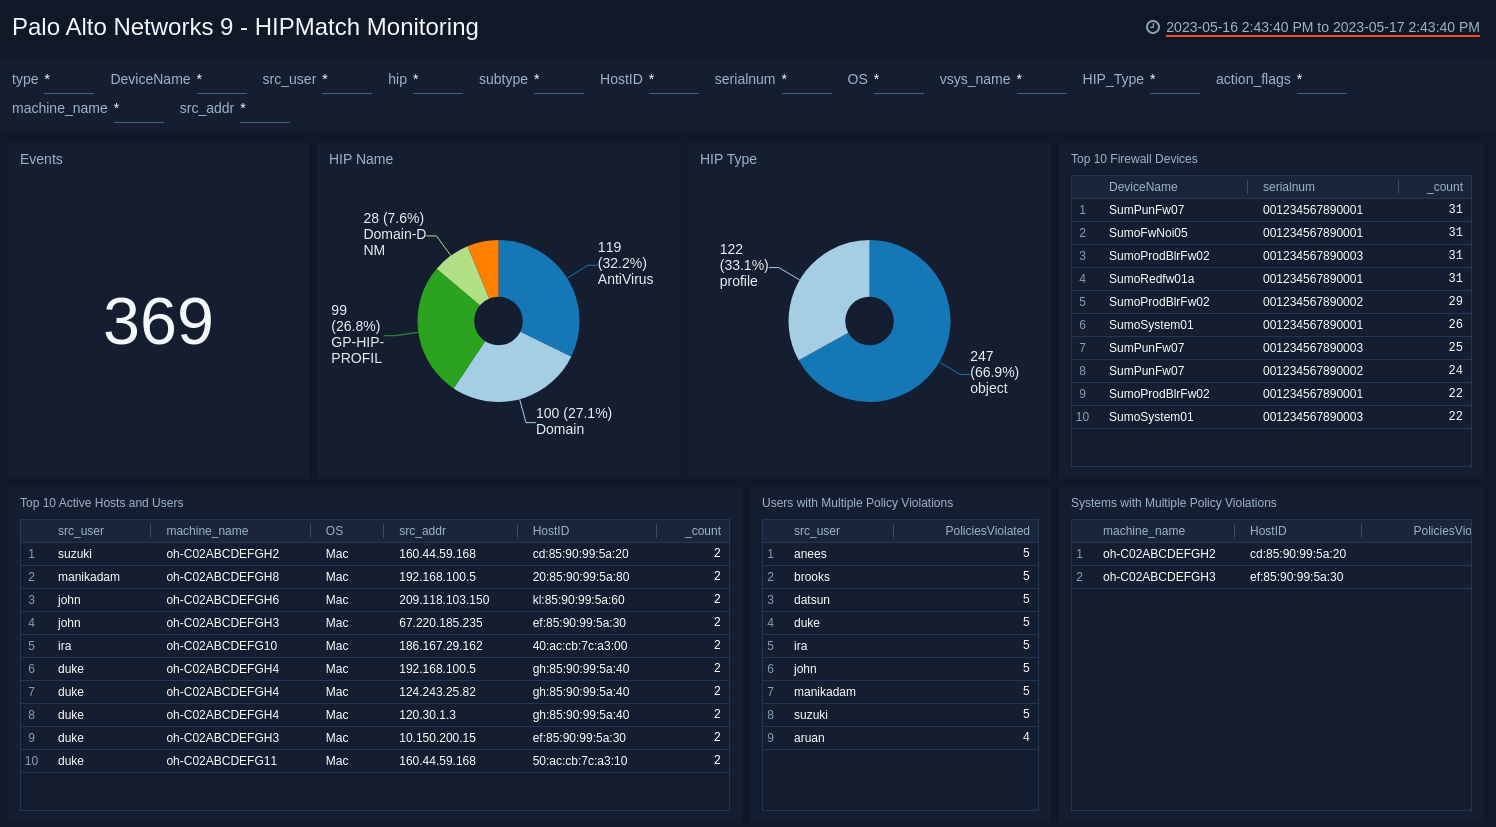 Palo Alto Networks 9 - HIPMatch Monitoring
2023-05-16 2:43:40 PM to 2023-05-17 2:43:40 PM
type * DeviceName * src_user * hip * subtype * HostID * serialnum * OS * vsys_name * HIP_Type * action_flags *
machine_name * src_addr *
Events
369
HIP Name
28 (7.6%)
Domain-D
NM
119
(32.2%)
AntiVirus
99
(26.8%)
GP-HIP-
PROFIL
100 (27.1%)
Domain
HIP Type
122
(33.1%)
profile
247
(66.9%)
object
Top 10 Firewall Devices
DeviceName serialnum _count
1 SumPunFw07 001234567890001 31
2 SumoFwNoi05 001234567890001 31
3 SumoProdBlrFw02 001234567890003 31
4 SumoRedfw01a 001234567890001 31
5 SumoProdBlrFw02 001234567890002 29
6 SumoSystem01 001234567890001 26
7 SumPunFw07 001234567890003 25
8 SumPunFw07 001234567890002 24
9 SumoProdBlrFw02 001234567890001 22
10 SumoSystem01 001234567890003 22
Top 10 Active Hosts and Users
src_user machine_name OS src_addr HostID _count
1 suzuki oh-C02ABCDEFGH2 Mac 160.44.59.168 cd:85:90:99:5a:20 2
2 manikadam oh-C02ABCDEFGH8 Mac 192.168.100.5 20:85:90:99:5a:80 2
3 john oh-C02ABCDEFGH6 Mac 209.118.103.150 kl:85:90:99:5a:60 2
4 john oh-C02ABCDEFGH3 Mac 67.220.185.235 ef:85:90:99:5a:30 2
5 ira oh-C02ABCDEFG10 Mac 186.167.29.162 40:ac:cb:7c:a3:00 2
6 duke oh-C02ABCDEFGH4 Mac 192.168.100.5 gh:85:90:99:5a:40 2
7 duke oh-C02ABCDEFGH4 Mac 124.243.25.82 gh:85:90:99:5a:40 2
8 duke oh-C02ABCDEFGH4 Mac 120.30.1.3 gh:85:90:99:5a:40 2
9 duke oh-C02ABCDEFGH3 Mac 10.150.200.15 ef:85:90:99:5a:30 2
10 duke oh-C02ABCDEFG11 Mac 160.44.59.168 50:ac:cb:7c:a3:10 2
Users with Multiple Policy Violations
src_user PoliciesViolated
1 anees 5
2 brooks 5
3 datsun 5
4 duke 5
5 ira 5
6 john 5
7 manikadam 5
8 suzuki 5
9 aruan 4
Systems with Multiple Policy Violations
machine_name HostID PoliciesVio
1 oh-C02ABCDEFGH2 cd:85:90:99:5a:20
2 oh-C02ABCDEFGH3 ef:85:90:99:5a:30